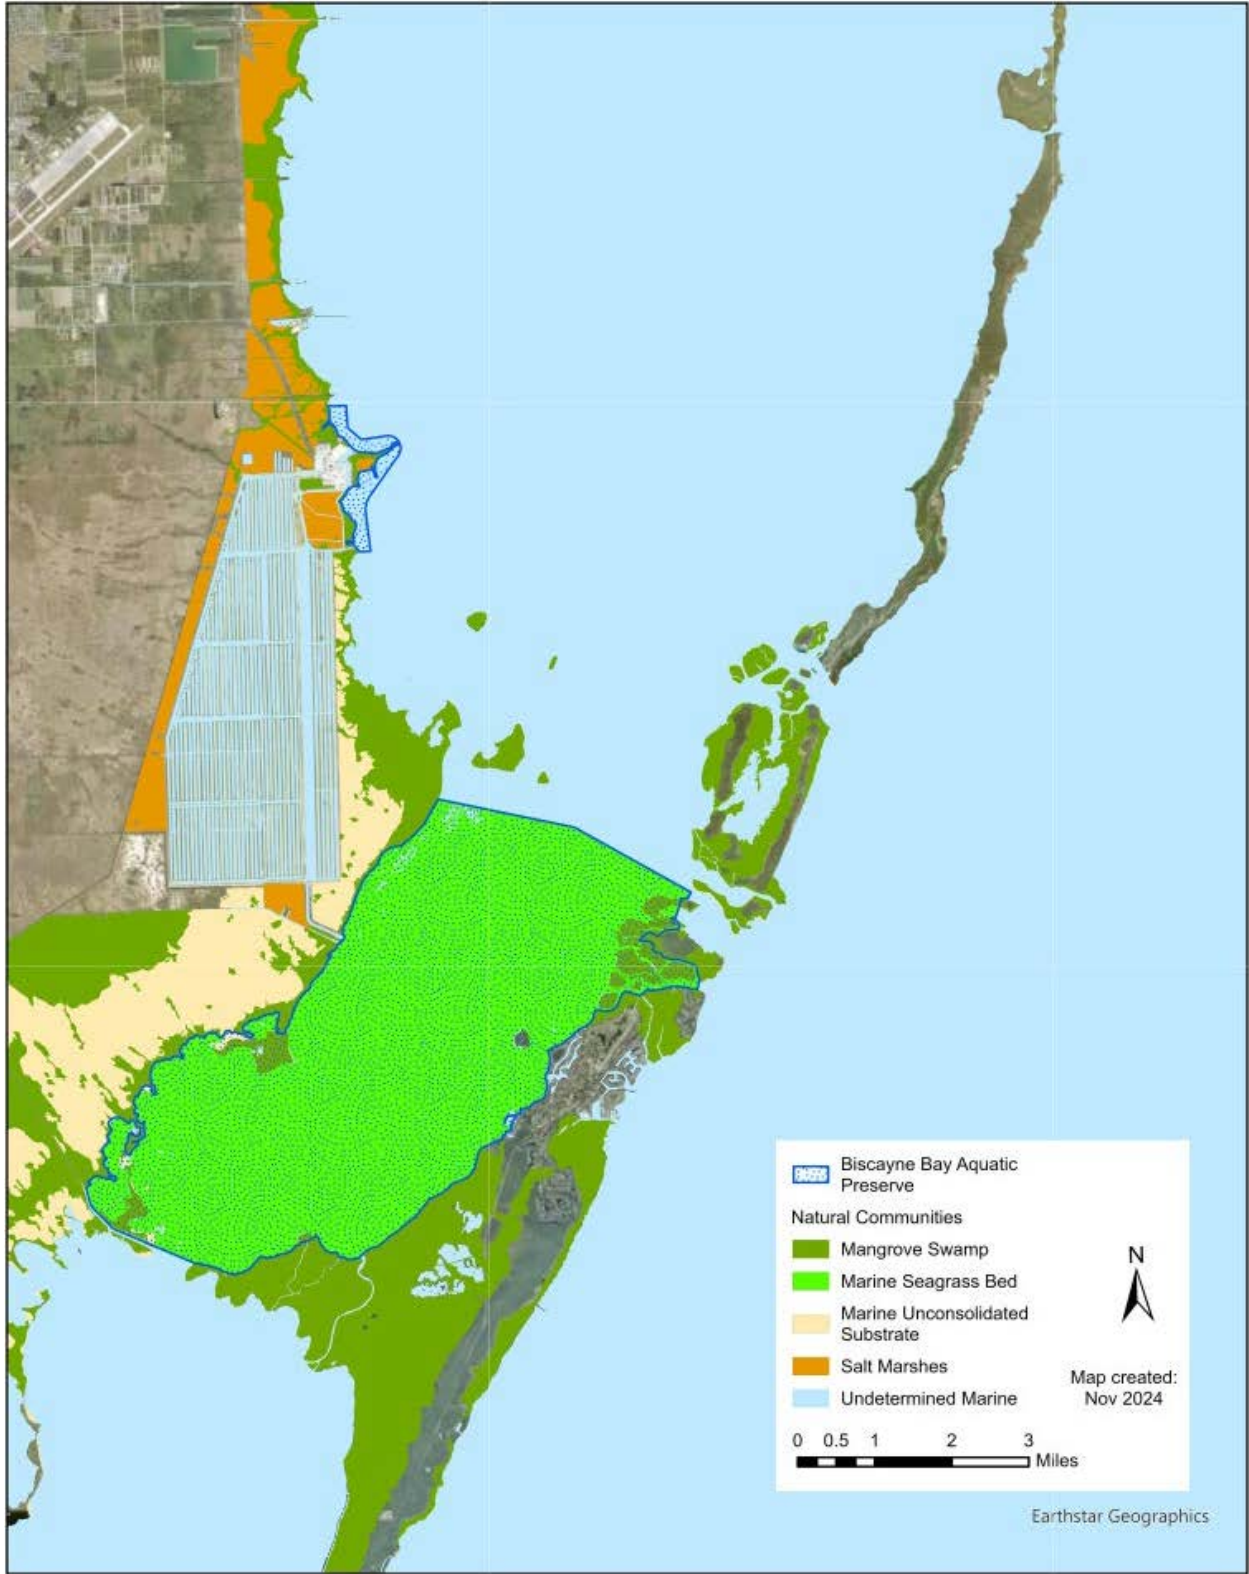 Biscayne Bay Aquatic
Preserve
Natural Communities
Mangrove Swamp
Marine Seagrass Bed
Marine Unconsolidated
Substrate
Salt Marshes
Undetermined Marine
N
Map created:
Nov 2024
0 0.5 1 2 3
Miles
Earthstar Geographics